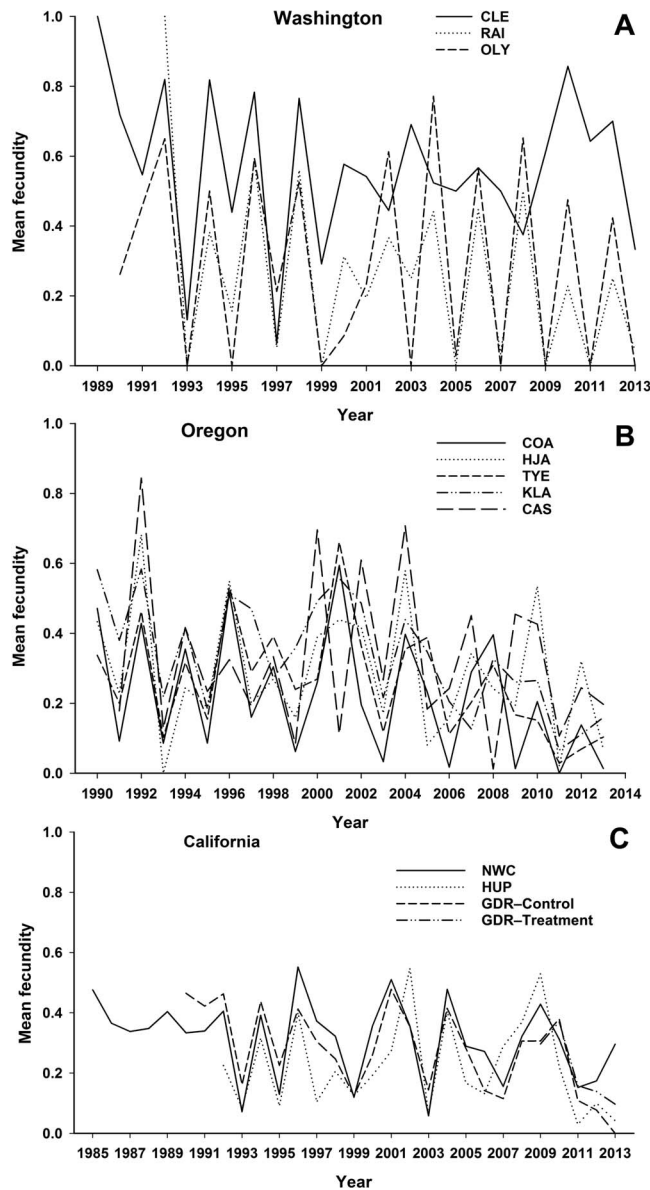 Washington
A
CLE
RAI
OLY
Mean fecundity
1.0
0.8
0.6
0.4
0.2
0.0
1989 1991 1993 1995 1997 1999 2001 2003 2005 2007 2009 2011 2013
Year
Oregon
B
COA
HJA
TYE
KLA
CAS
Mean fecundity
1.0
0.8
0.6
0.4
0.2
0.0
1990 1992 1994 1996 1998 2000 2002 2004 2006 2008 2010 2012 2014
Year
California
C
NWC
HUP
GDR–Control
GDR–Treatment
Mean fecundity
1.0
0.8
0.6
0.4
0.2
0.0
1985 1987 1989 1991 1993 1995 1997 1999 2001 2003 2005 2007 2009 2011 2013
Year